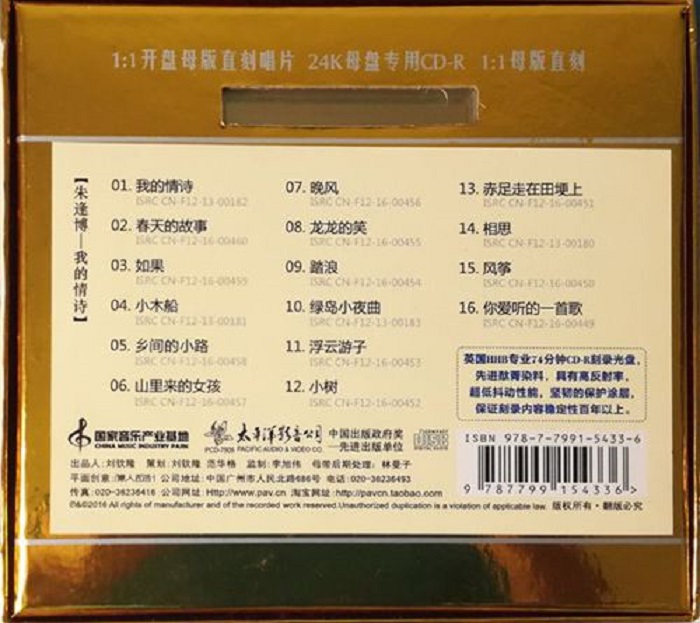 1:1开盘母版直刻唱片 24K母盘专用CD-R 1:1母版直刻
【朱逢博—我的情诗】
01. 我的情诗
ISRC CN-F12-13-00182
02. 春天的故事
ISRC CN-F12-16-00460
03. 如果
ISRC CN-F12-16-00459
04. 小木船
ISRC CN-F12-13-00181
05. 乡间的小路
ISRC CN-F12-16-00458
06. 山里来的女孩
ISRC CN-F12-16-00457
07. 晚风
ISRC CN-F12-16-00456
08. 龙龙的笑
ISRC CN-F12-16-00455
09. 踏浪
ISRC CN-F12-16-00454
10. 绿岛小夜曲
ISRC CN-F12-13-00183
11. 浮云游子
ISRC CN-F12-16-00453
12. 小树
ISRC CN-F12-16-00452
13. 赤足走在田埂上
ISRC CN-F12-16-00451
14. 相思
ISRC CN-F12-13-00180
15. 风筝
ISRC CN-F12-16-00450
16. 你爱听的一首歌
ISRC CN-F12-16-00449
英国HHB专业74分钟CD-R刻录光盘,
先进酞菁染料,具有高反射率,
超低抖动性能,坚韧的保护涂层,
保证刻录内容稳定性百年以上。
国家音乐产业基地
CHINA MUSIC INDUSTRY PARK
太平洋影音公司
PCD-7505 PACIFIC AUDIO & VIDEO CO.
中国出版政府奖
—先进出版单位
COMPACT
disc
DIGITAL AUDIO
ISBN 978-7-7991-5433-6
9 787799 154336 >
出品人:刘钦隆 策划:刘钦隆 范华杨 监制:李旭伟 母带后期处理:林曼子
公司地址:中国广州市人民北路686号 电话:020-36236493
传真:020-36236416 公司网址:Http://www.pav.cn 淘宝网址:http://pavcn.taobao.com
℗&©2016 All rights of manufacturer and of the recorded work reserved.Unauthorized duplication is a violation of applicable law. 版权所有·翻版必究